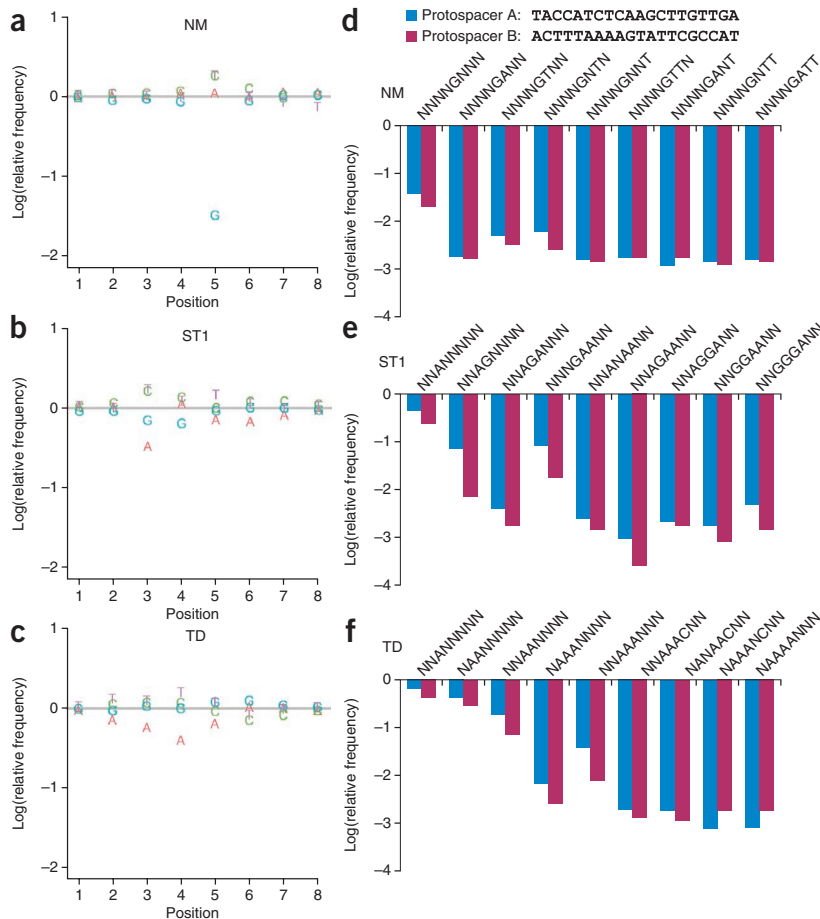 a
NM
Log(relative frequency)
1
0
−1
−2
1 2 3 4 5 6 7 8
Position
b
ST1
Log(relative frequency)
1
0
−1
−2
1 2 3 4 5 6 7 8
Position
c
TD
Log(relative frequency)
1
0
−1
−2
1 2 3 4 5 6 7 8
Position
d
Protospacer A: TACCATCTCAAGCTTGTTGA
Protospacer B: ACTTTAAAAGTATTCGCCAT
NM
NNNNGNNN
NNNNGANN
NNNNGTNN
NNNNGNTN
NNNNGNNT
NNNNGTTN
NNNNGANT
NNNNGNTT
NNNNGATT
Log(relative frequency)
0
−1
−2
−3
−4
e
ST1
NNANNNNN
NNAGNNNN
NNAGANNN
NNNGAANN
NNANAANN
NNAGAANN
NNAGGANN
NNGGAANN
NNGGGANN
Log(relative frequency)
0
−1
−2
−3
−4
f
TD
NNANNNNN
NAANNNNN
NNAANNNN
NAAANNNN
NNAAANNN
NNAAACNN
NANAACNN
NAAANCNN
NAAAANNN
Log(relative frequency)
0
−1
−2
−3
−4